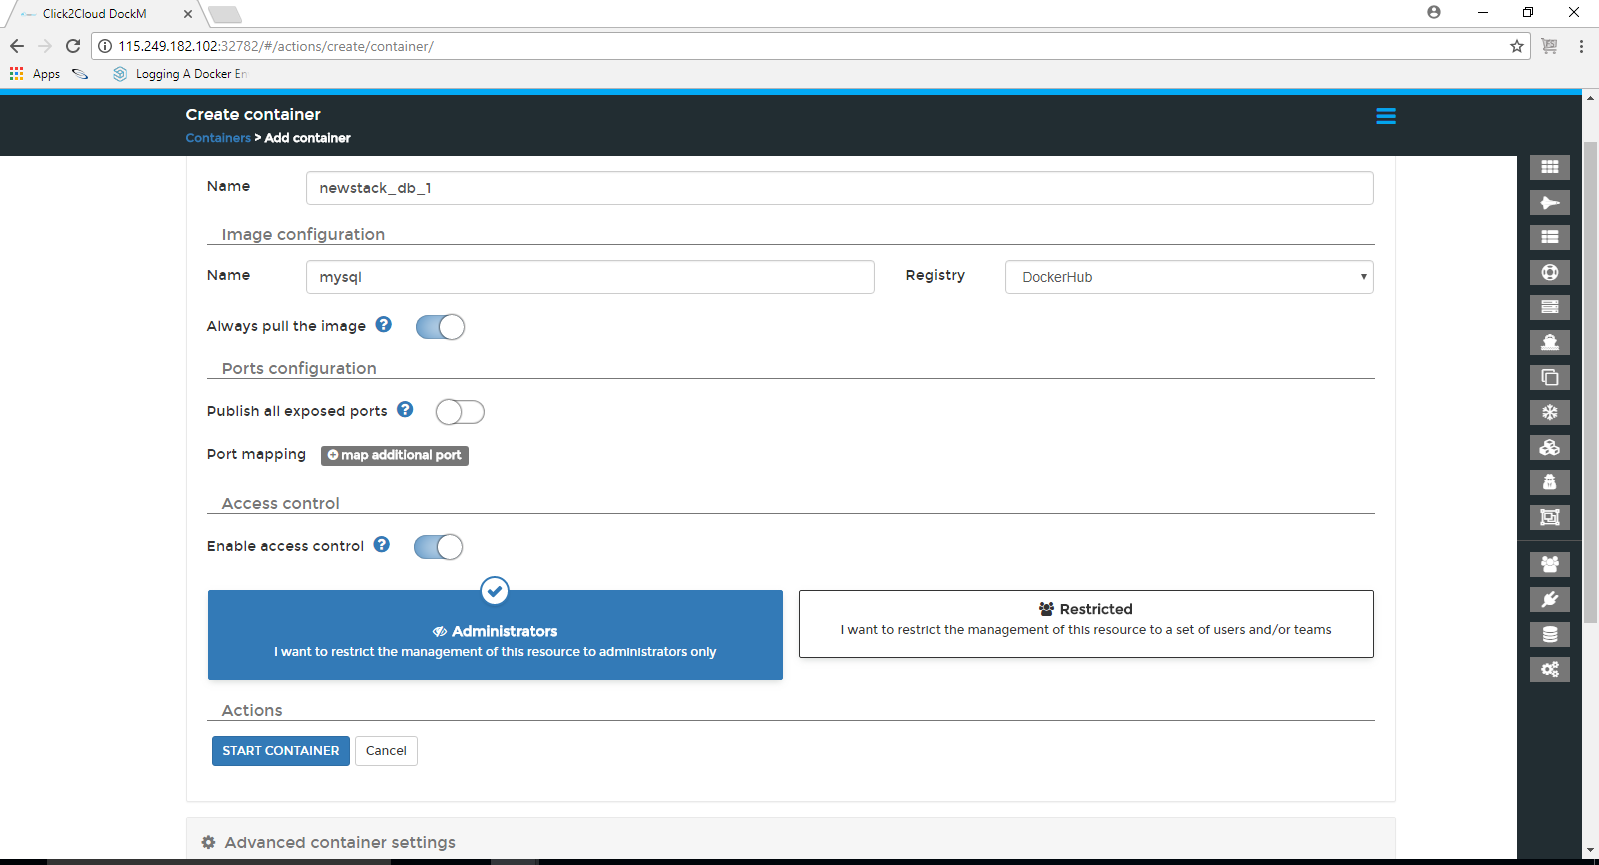 Click2Cloud DockM
115.249.182.102:32782/#/actions/create/container/
Apps
Logging A Docker En
Create container
Containers > Add container
Name
newstack_db_1
Image configuration
Name
mysql
Registry
DockerHub
Always pull the image
Ports configuration
Publish all exposed ports
Port mapping
map additional port
Access control
Enable access control
Administrators
I want to restrict the management of this resource to administrators only
Restricted
I want to restrict the management of this resource to a set of users and/or teams
Actions
START CONTAINER
Cancel
Advanced container settings